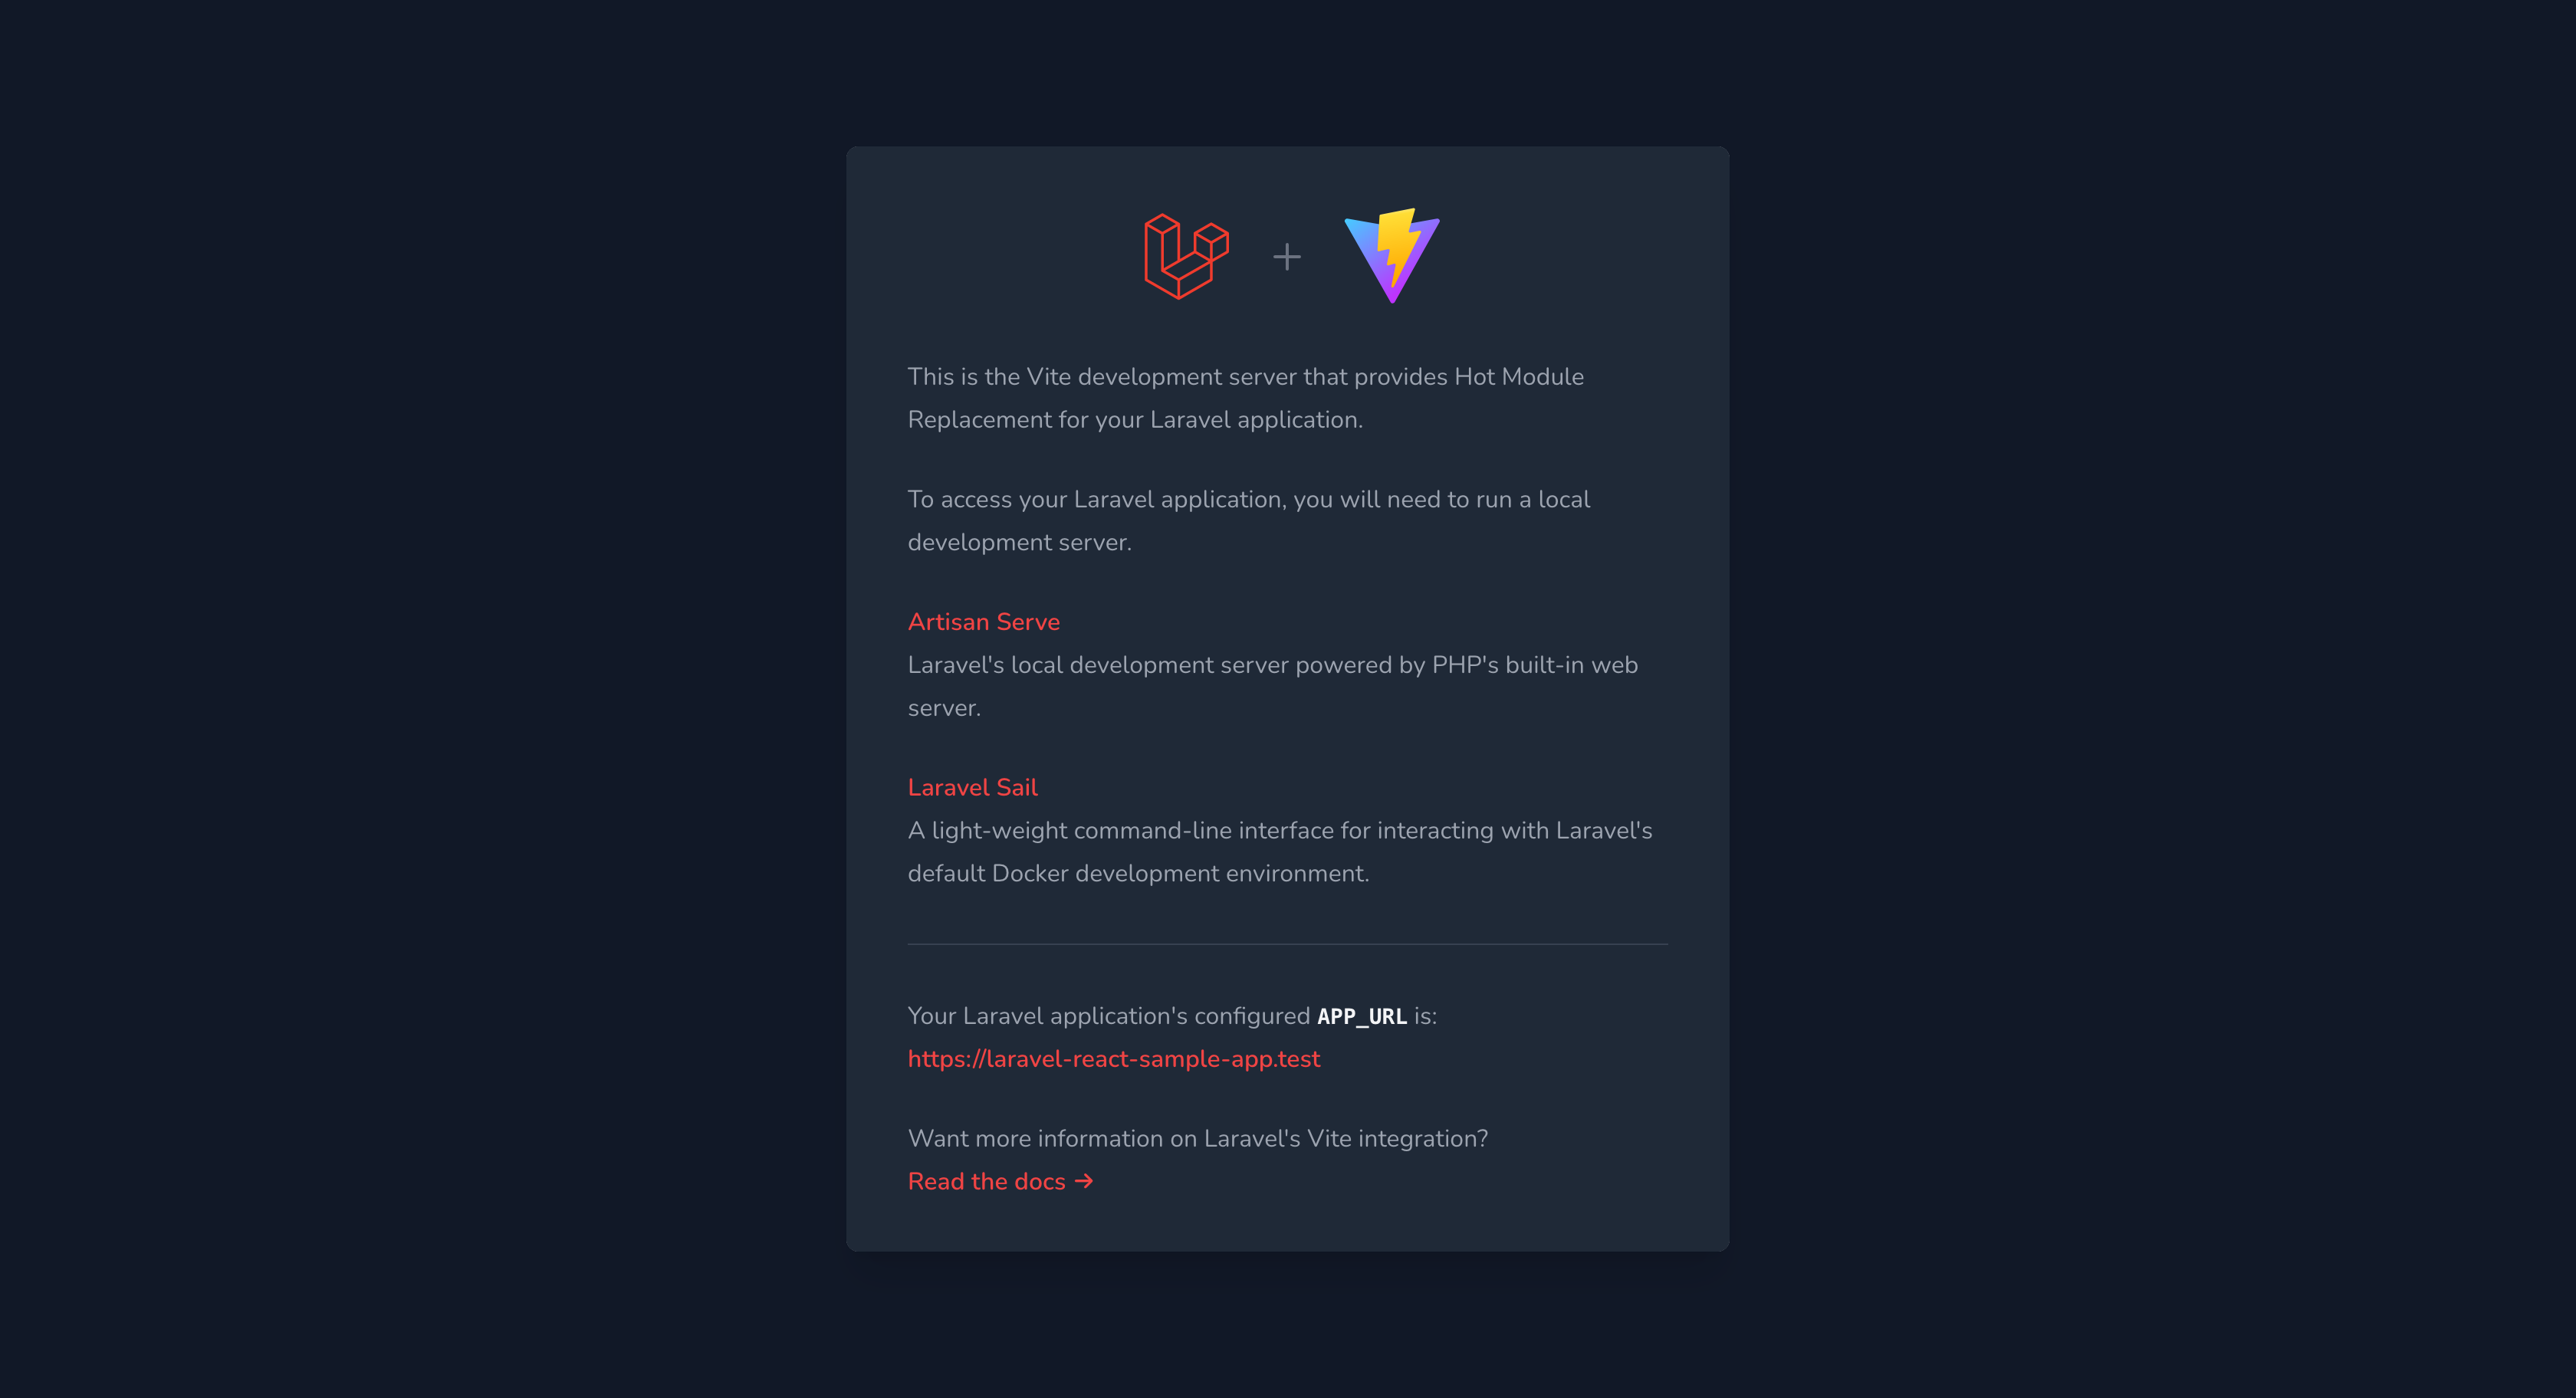 This is the Vite development server that provides Hot Module
Replacement for your Laravel application.
To access your Laravel application, you will need to run a local
development server.
Artisan Serve
Laravel's local development server powered by PHP's built-in web
server.
Laravel Sail
A light-weight command-line interface for interacting with Laravel's
default Docker development environment.
Your Laravel application's configured APP_URL is:
https://laravel-react-sample-app.test
Want more information on Laravel's Vite integration?
Read the docs →